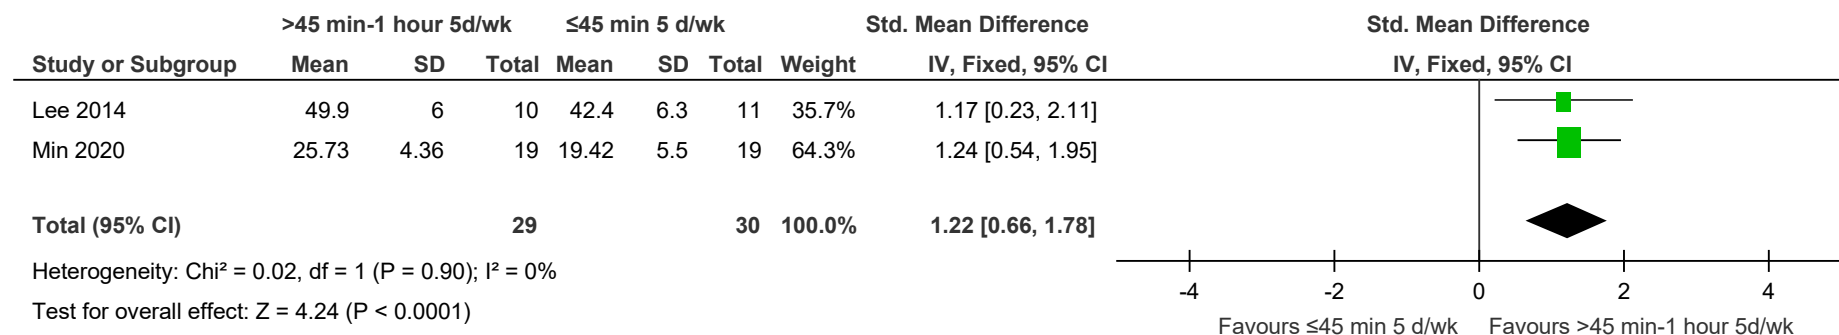 >45 min-1 hour 5d/wk ≤45 min 5 d/wk Std. Mean Difference Std. Mean Difference
Study or Subgroup Mean SD Total Mean SD Total Weight IV, Fixed, 95% CI IV, Fixed, 95% CI
Lee 2014 49.9 6 10 42.4 6.3 11 35.7% 1.17 [0.23, 2.11]
Min 2020 25.73 4.36 19 19.42 5.5 19 64.3% 1.24 [0.54, 1.95]
Total (95% CI) 29 30 100.0% 1.22 [0.66, 1.78]
Heterogeneity: Chi² = 0.02, df = 1 (P = 0.90); I² = 0%
Test for overall effect: Z = 4.24 (P < 0.0001)
-4 -2 0 2 4
Favours ≤45 min 5 d/wk Favours >45 min-1 hour 5d/wk